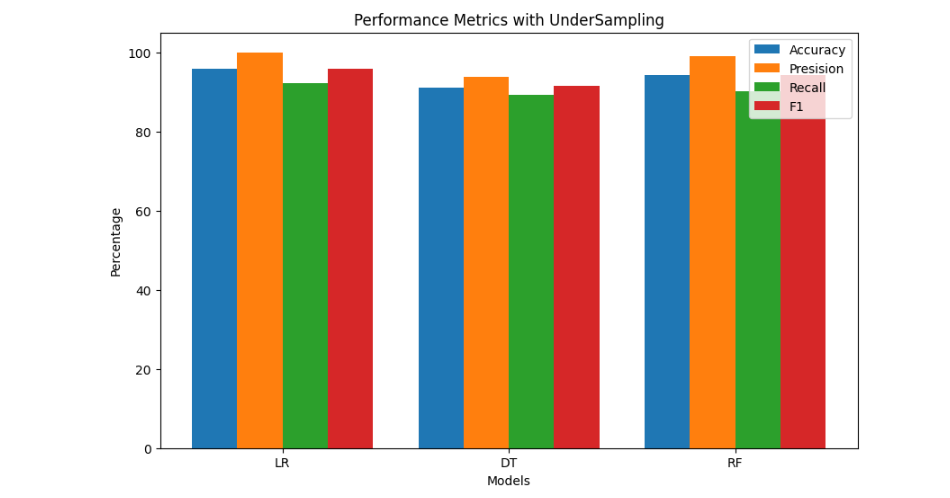 Performance Metrics with UnderSampling
Accuracy
Presision
Recall
F1
Percentage
100
80
60
40
20
0
LR
DT
RF
Models